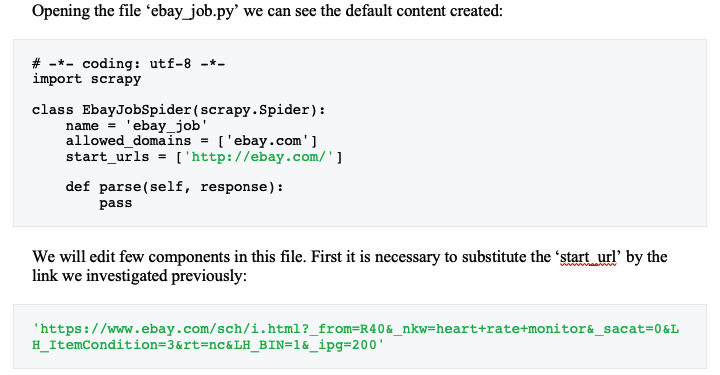 Opening the file ‘ebay_job.py’ we can see the default content created:
# -*- coding: utf-8 -*-
import scrapy
class EbayJobSpider(scrapy.Spider):
    name = 'ebay_job'
    allowed_domains = ['ebay.com']
    start_urls = ['http://ebay.com/']
    def parse(self, response):
        pass
We will edit few components in this file. First it is necessary to substitute the ‘start_url’ by the
link we investigated previously:
'https://www.ebay.com/sch/i.html?_from=R40&_nkw=heart+rate+monitor&_sacat=0&L
H_ItemCondition=3&rt=nc&LH_BIN=1&_ipg=200'